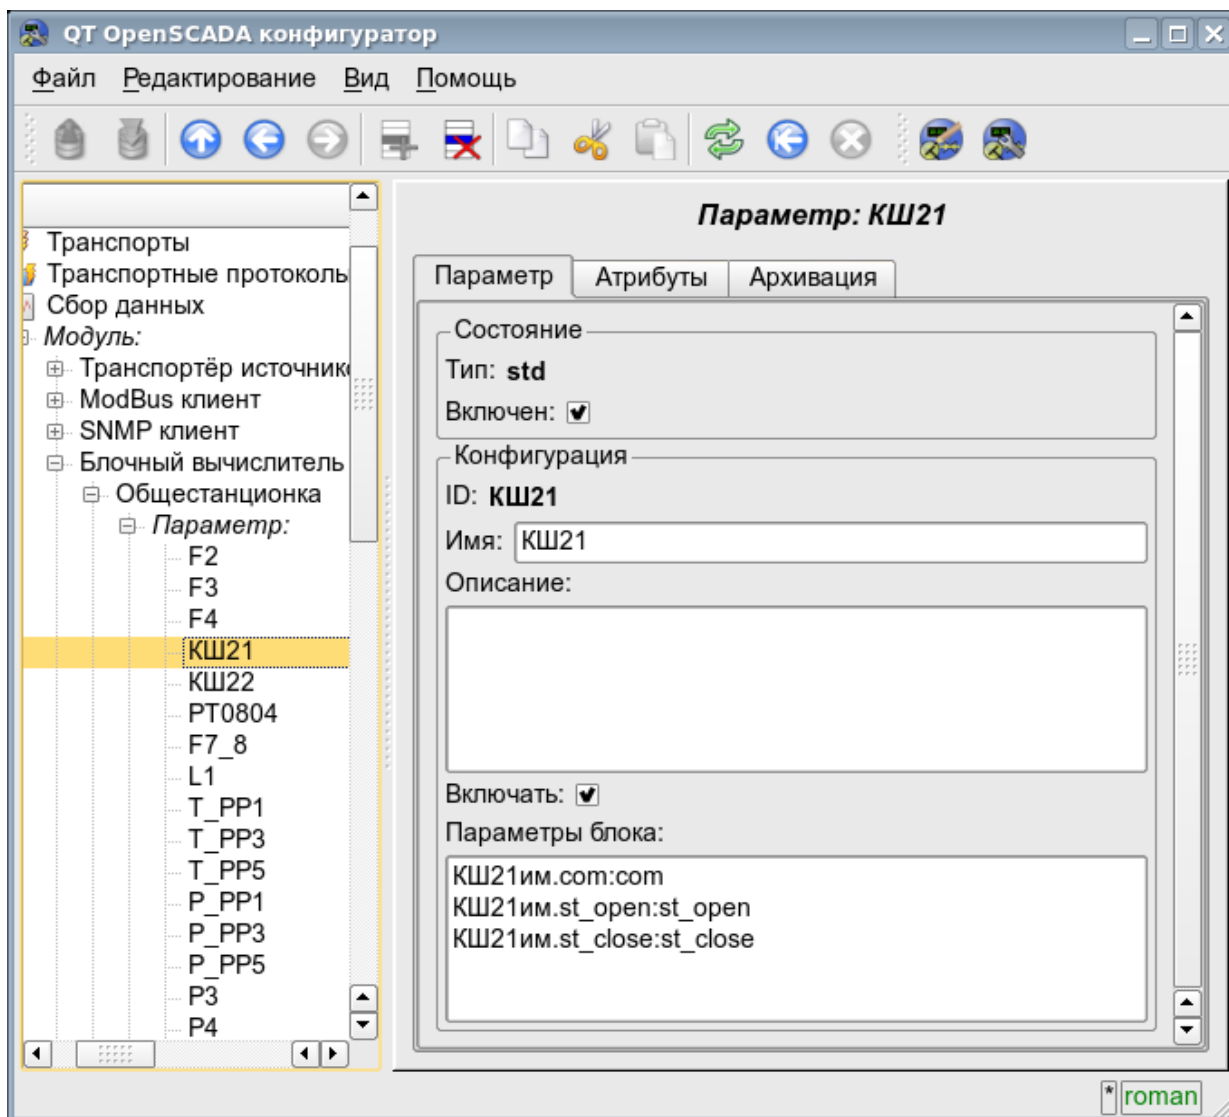 QT OpenSCADA конфигуратор
Файл Редактирование Вид Помощь
Транспорты
Транспортные протоколы
Сбор данных
Модуль:
Транспортёр источнико
ModBus клиент
SNMP клиент
Блочный вычислитель
Общестанционка
Параметр:
F2
F3
F4
КШ21
КШ22
PT0804
F7_8
L1
T_PP1
T_PP3
T_PP5
P_PP1
P_PP3
P_PP5
P3
P4
Параметр: КШ21
Параметр Атрибуты Архивация
Состояние
Тип: std
Включен:
Конфигурация
ID: КШ21
Имя: КШ21
Описание:
Включать:
Параметры блока:
КШ21им.com:com
КШ21им.st_open:st_open
КШ21им.st_close:st_close
* roman